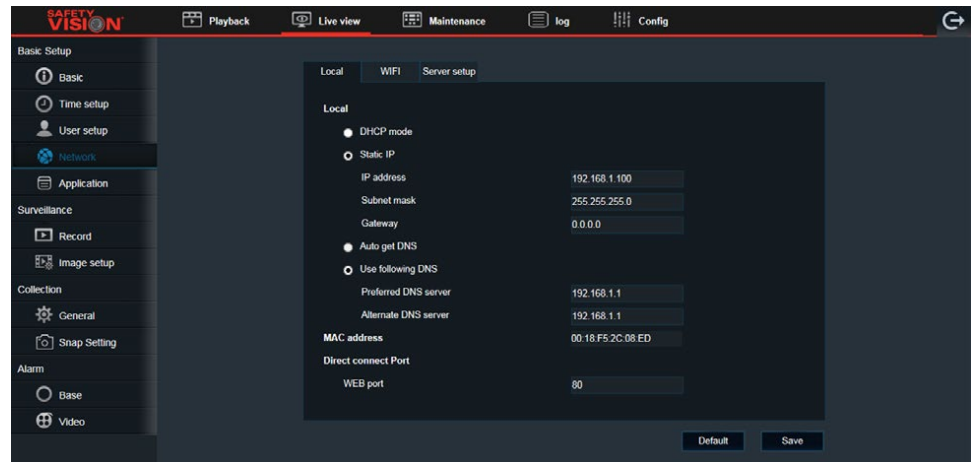 SAFETY
VISION
Playback
Live view
Maintenance
log
Config
Basic Setup
Basic
Time setup
User setup
Network
Application
Surveillance
Record
Image setup
Collection
General
Snap Setting
Alarm
Base
Video
Local WIFI Server setup
Local
DHCP mode
Static IP
IP address 192.168.1.100
Subnet mask 255.255.255.0
Gateway 0.0.0.0
Auto get DNS
Use following DNS
Preferred DNS server 192.168.1.1
Alternate DNS server 192.168.1.1
MAC address 00:18:F5:2C:08:ED
Direct connect Port
WEB port 80
Default Save